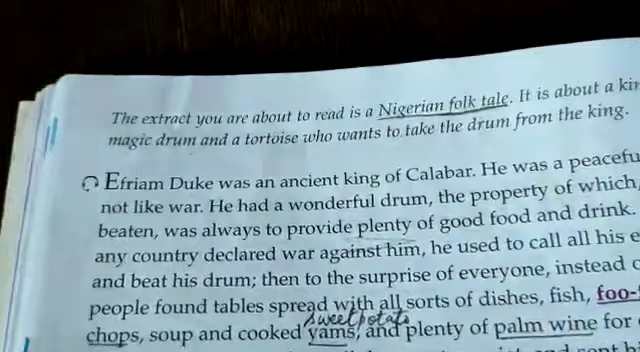 The extract you are about to read is a Nigerian folk tale. It is about a
magic drum and a tortoise who wants to take the drum from the king.
Efriam Duke was an ancient king of Calabar. He was a
not like war. He had a wonderful drum, the property of which,
beaten, was always to provide plenty of good food and drink.
any country declared war against him, he used to call all his
and beat his drum; then to the surprise of everyone, instead
people found tables spread with all sorts of dishes, fish,
sweet potato
chops, soup and cooked yams, and plenty of palm wine for